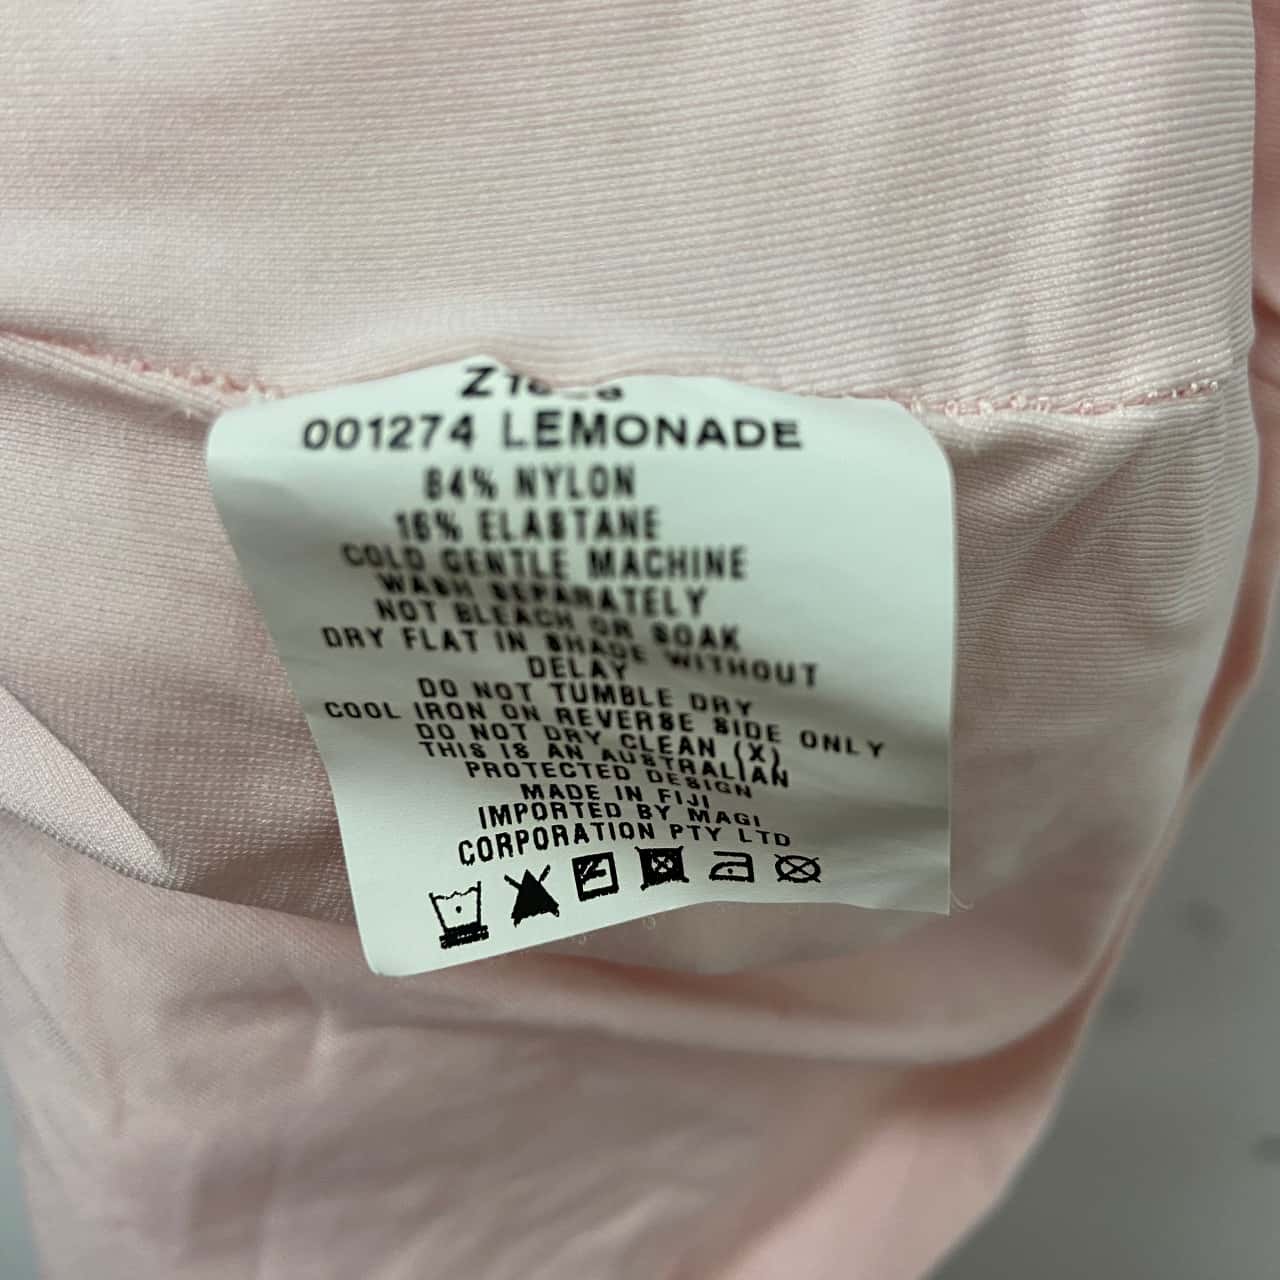 001274 LEMONADE
84% NYLON
16% ELASTANE
COLD GENTLE MACHINE
WASH SEPARATELY
NOT BLEACH OR SOAK
DRY FLAT IN SHADE WITHOUT
DELAY
DO NOT TUMBLE DRY
COOL IRON ON REVERSE SIDE ONLY
DO NOT DRY CLEAN (X)
THIS IS AN AUSTRALIAN
PROTECTED DESIGN
MADE IN FIJI
IMPORTED BY MAGI
CORPORATION PTY LTD